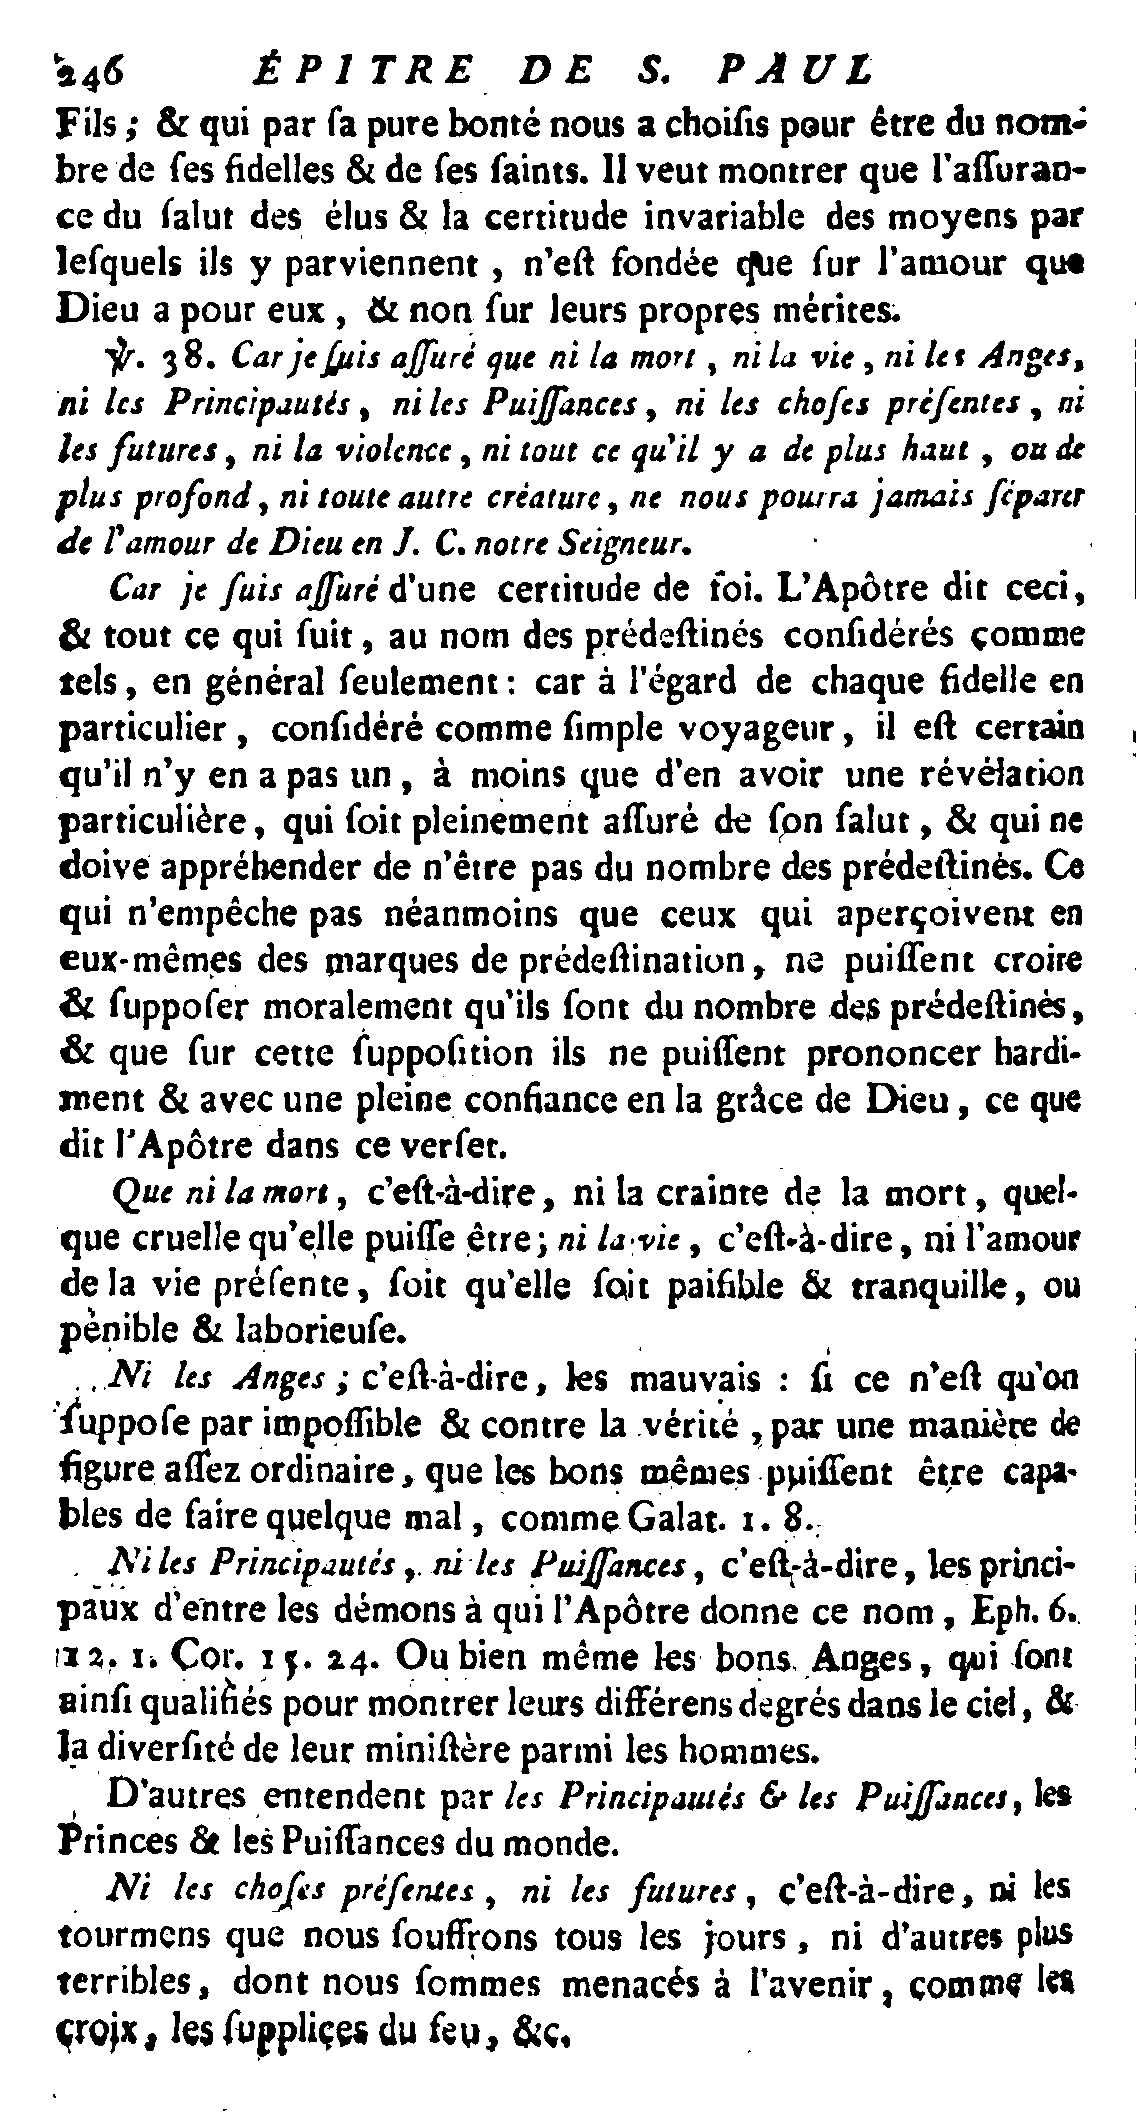 246 ÉPITRE DE S. PAUL
Fils ; & qui par ſa pure bonté nous a choiſis pour être du nom-
bre de ſes fidelles & de ſes ſaints. Il veut montrer que l'aſſuran-
ce du ſalut des élus & la certitude invariable des moyens par
leſquels ils y parviennent , n'eſt fondée que ſur l'amour que
Dieu a pour eux , & non ſur leurs propres mérites.
℣. 38. Car je ſuis aſſuré que ni la mort , ni la vie , ni les Anges,
ni les Principautés , ni les Puiſſances , ni les choſes préſentes , ni
les futures , ni la violence , ni tout ce qu'il y a de plus haut , ou de
plus profond , ni toute autre créature , ne nous pourra jamais ſéparer
de l'amour de Dieu en J. C. notre Seigneur.
Car je ſuis aſſuré d'une certitude de foi. L'Apôtre dit ceci,
& tout ce qui ſuit , au nom des prédeſtinés conſidérés comme
tels , en général ſeulement : car à l'égard de chaque fidelle en
particulier , conſidéré comme ſimple voyageur , il eſt certain
qu'il n'y en a pas un , à moins que d'en avoir une révélation
particulière , qui ſoit pleinement aſſuré de ſon ſalut , & qui ne
doive appréhender de n'être pas du nombre des prédeſtinés. Ce
qui n'empêche pas néanmoins que ceux qui aperçoivent en
eux-mêmes des marques de prédeſtination , ne puiſſent croire
& ſuppoſer moralement qu'ils ſont du nombre des prédeſtinés,
& que ſur cette ſuppoſition ils ne puiſſent prononcer hardi-
ment & avec une pleine confiance en la grâce de Dieu , ce que
dit l'Apôtre dans ce verſet.
Que ni la mort , c'eſt-à-dire , ni la crainte de la mort , quel-
que cruelle qu'elle puiſſe être ; ni la vie , c'eſt-à-dire , ni l'amour
de la vie préſente , ſoit qu'elle ſoit paiſible & tranquille , ou
pénible & laborieuſe.
Ni les Anges ; c'eſt-à-dire , les mauvais : ſi ce n'eſt qu'on
ſuppoſe par impoſſible & contre la vérité , par une manière de
figure aſſez ordinaire , que les bons mêmes puiſſent être capa-
bles de faire quelque mal , comme Galat. 1. 8.
Ni les Principautés , ni les Puiſſances , c'eſt-à-dire , les princi-
paux d'entre les démons à qui l'Apôtre donne ce nom , Eph. 6.
12. 1. Cor. 15. 24. Ou bien même les bons Anges , qui ſont
ainſi qualifiés pour montrer leurs différens degrés dans le ciel , &
la diverſité de leur miniſtère parmi les hommes.
D'autres entendent par les Principautés & les Puiſſances , les
Princes & les Puiſſances du monde.
Ni les choſes préſentes , ni les futures , c'eſt-à-dire , ni les
tourmens que nous ſouffrons tous les jours , ni d'autres plus
terribles , dont nous ſommes menacés à l'avenir , comme les
croix , les ſupplices du feu , &c.